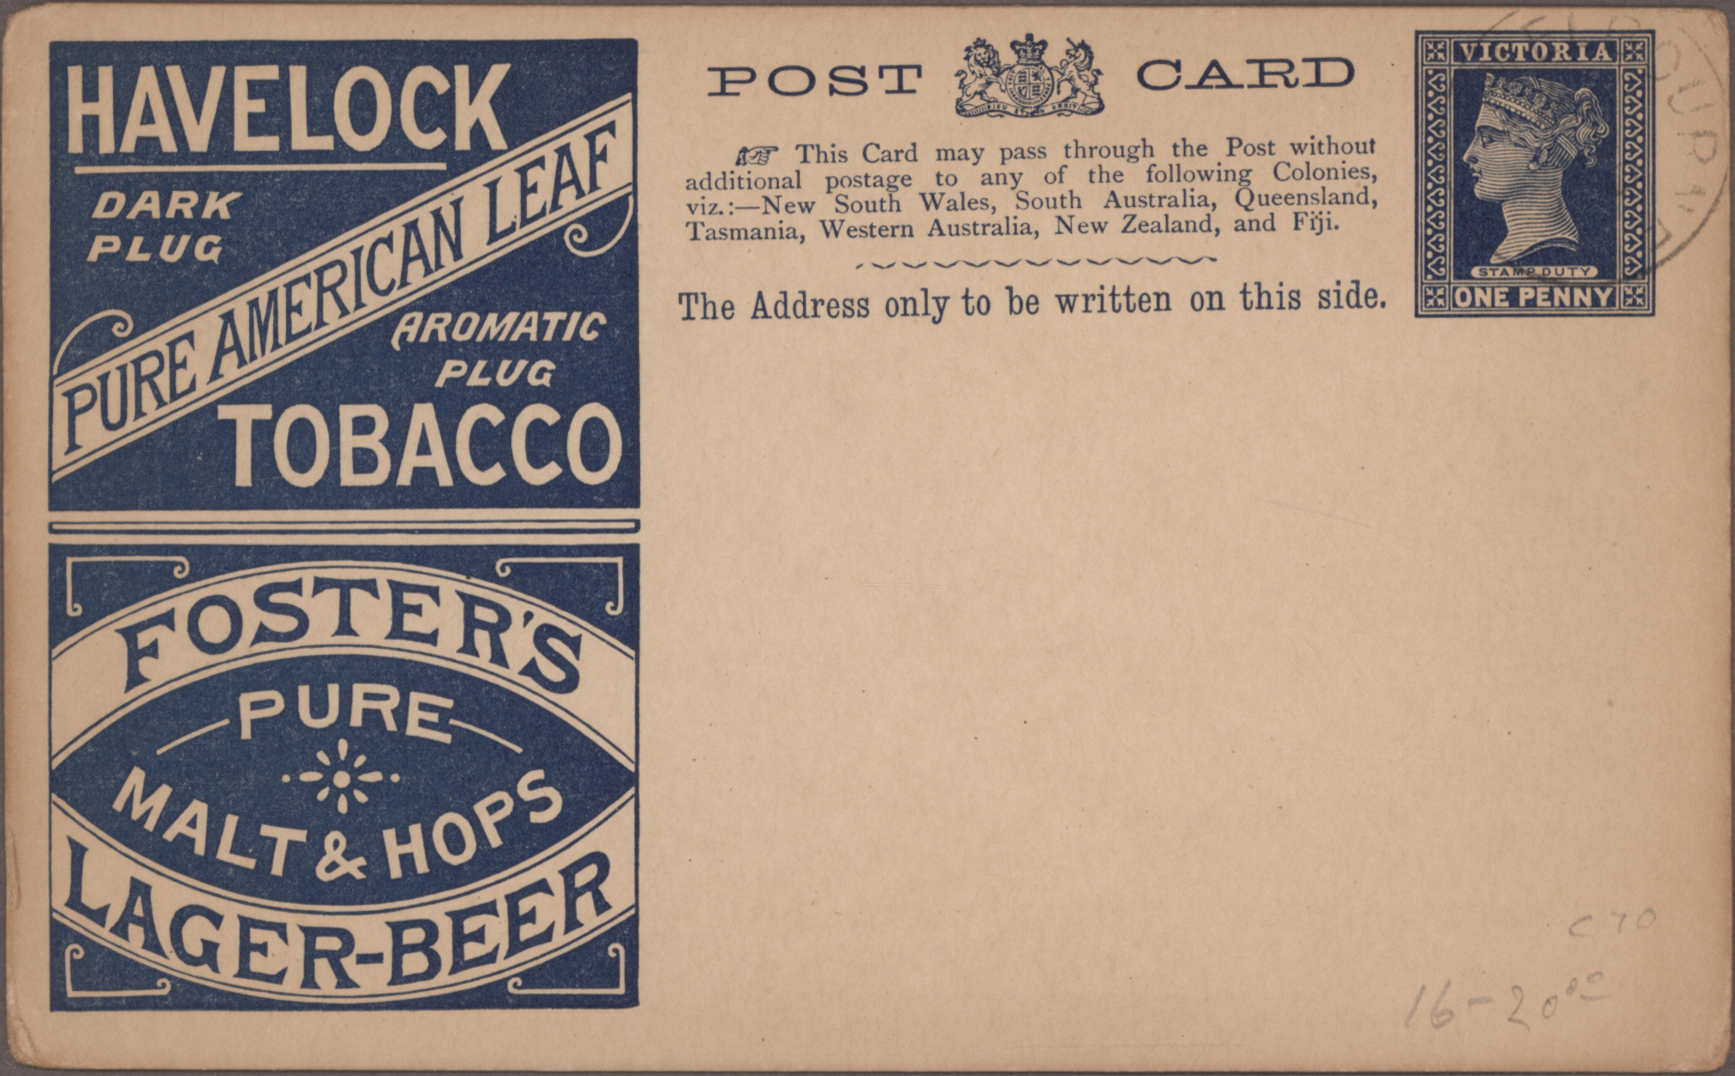 HAVELOCK
DARK
PLUG
PURE AMERICAN LEAF
AROMATIC
PLUG
TOBACCO
FOSTER'S
PURE
MALT & HOPS
LAGER-BEER
POST CARD
☞ This Card may pass through the Post without
additional postage to any of the following Colonies,
viz.:—New South Wales, South Australia, Queensland,
Tasmania, Western Australia, New Zealand, and Fiji.
The Address only to be written on this side.
VICTORIA
STAMP DUTY
ONE PENNY
C70
16-20.00